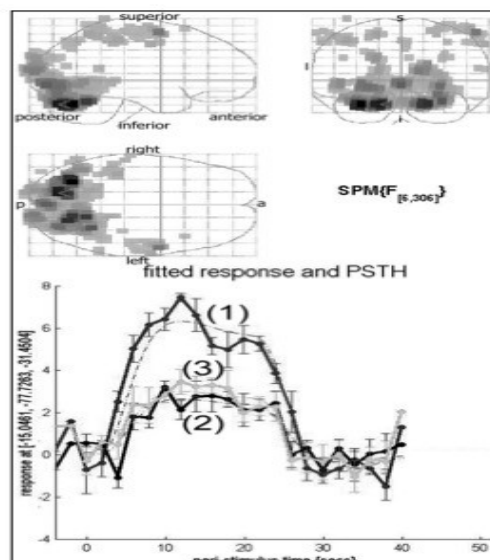 superior
s
l
posterior
inferior
anterior
i
right
p
a
left
SPM{F[6,306]}
fitted response and PSTH
response at [-15.0461, -77.7283, -31.4504]
8
6
4
2
0
-2
-4
(1)
(3)
(2)
0
10
20
30
40
50
peri-stimulus time {secs}